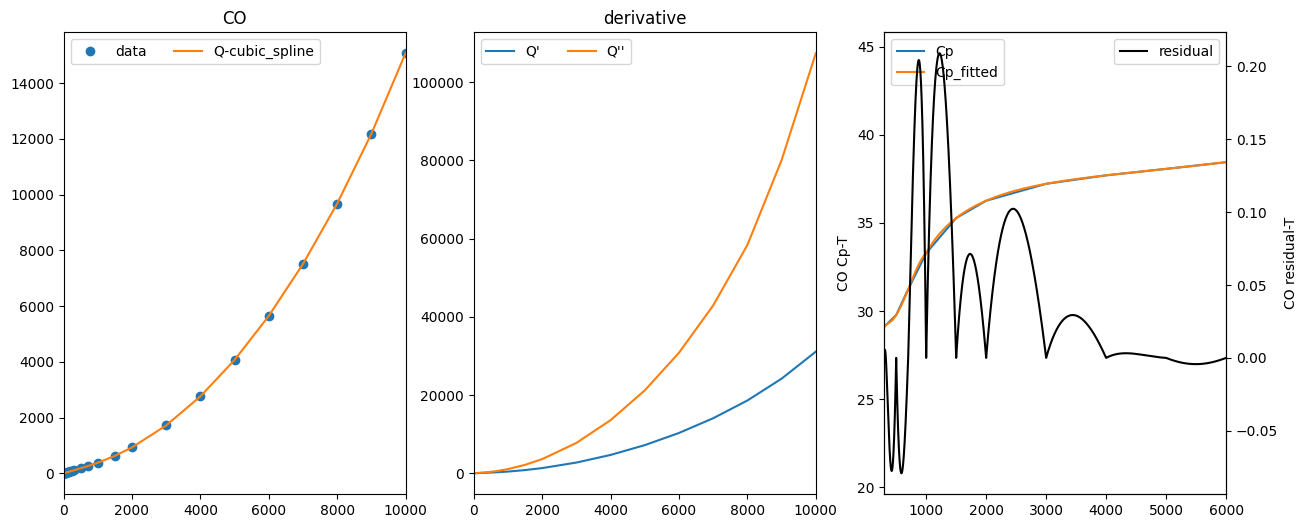 CO
data
Q-cubic_spline
14000
12000
10000
8000
6000
4000
2000
0
0 2000 4000 6000 8000 10000
derivative
Q'
Q''
100000
80000
60000
40000
20000
0
0 2000 4000 6000 8000 10000
Cp
Cp_fitted
residual
CO Cp-T
45
40
35
30
25
20
1000 2000 3000 4000 5000 6000
0.20
0.15
0.10
0.05
0.00
−0.05
CO residual-T